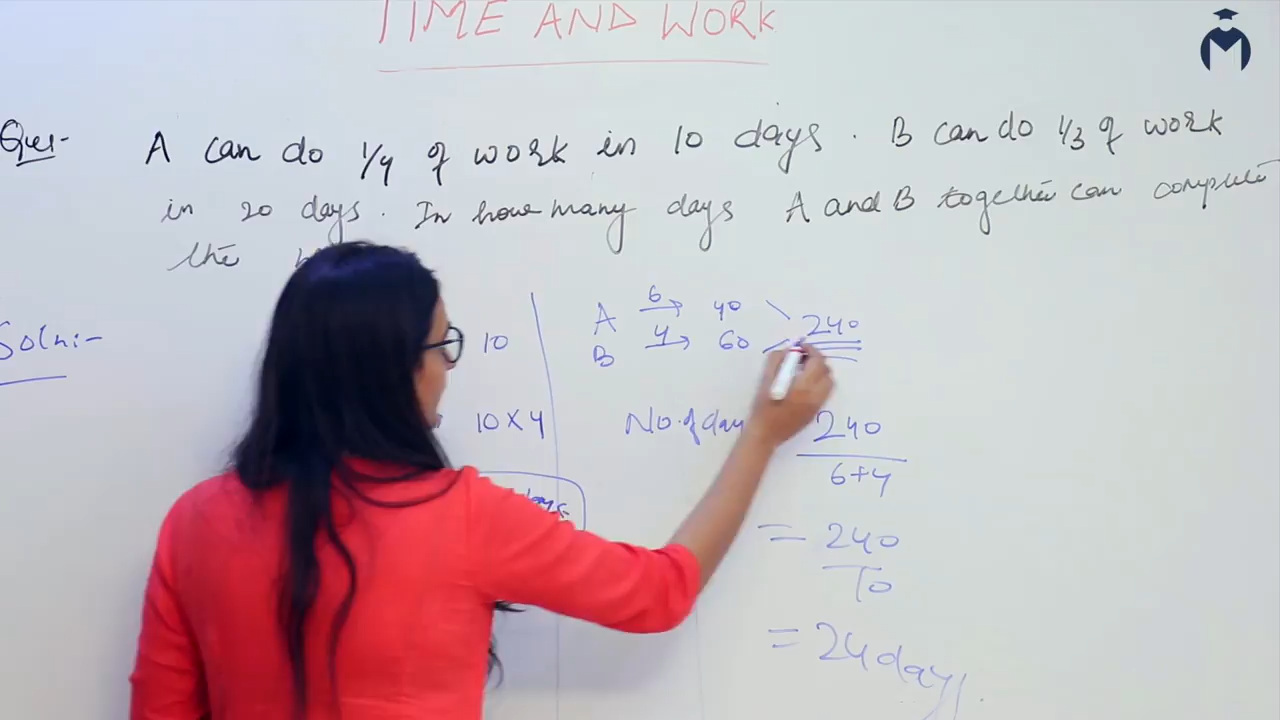 TIME AND WORK
Ques- A can do 1/4 of work in 10 days. B can do 1/3 of work
in 20 days. In how many days A and B together can complete
the
Soln:-
10
10 x 4
days.
A 6 → 40
B 4 → 60
240
No. of day
240
6+4
= 240
10
= 24 days.
M